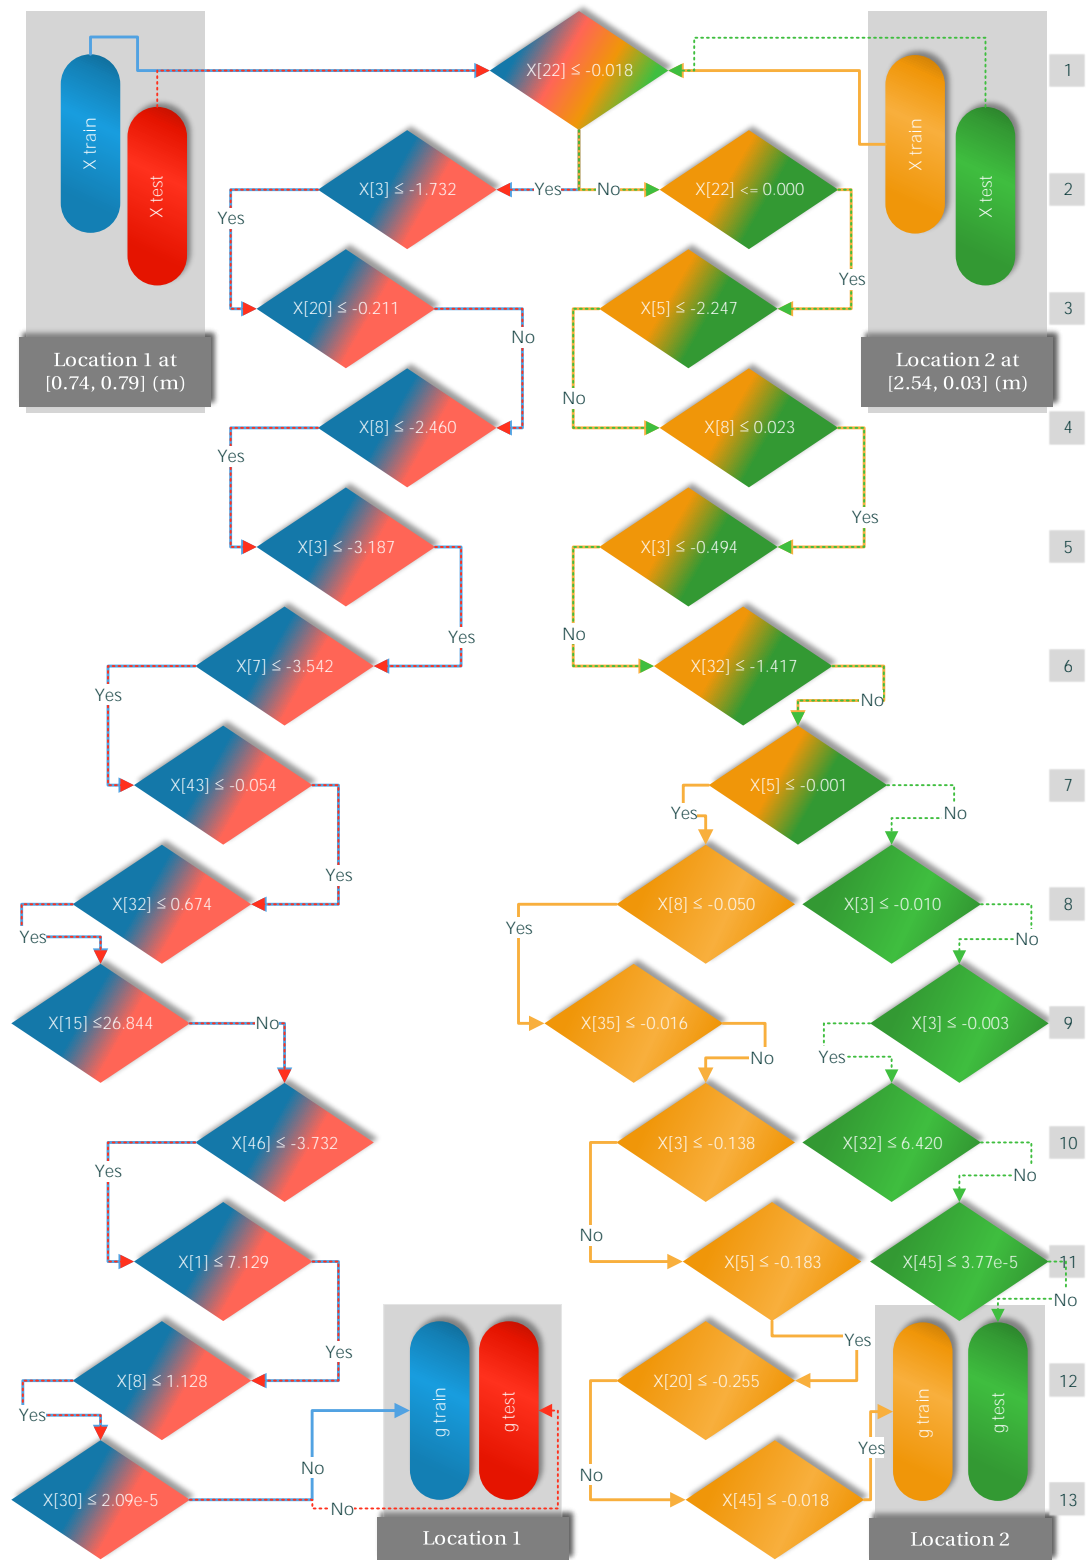 X train
X test
Location 1 at
[0.74, 0.79] (m)
X[22] ≤ -0.018
X train
X test
Location 2 at
[2.54, 0.03] (m)
1
X[3] ≤ -1.732
Yes
No
X[22] <= 0.000
2
Yes
Yes
X[20] ≤ -0.211
X[5] ≤ -2.247
3
No
No
X[8] ≤ -2.460
X[8] ≤ 0.023
4
Yes
Yes
X[3] ≤ -3.187
X[3] ≤ -0.494
5
Yes
No
X[7] ≤ -3.542
X[32] ≤ -1.417
6
Yes
No
X[43] ≤ -0.054
X[5] ≤ -0.001
7
Yes
No
Yes
X[32] ≤ 0.674
X[8] ≤ -0.050
X[3] ≤ -0.010
8
Yes
Yes
No
X[15] ≤26.844
No
X[35] ≤ -0.016
X[3] ≤ -0.003
9
No
Yes
X[46] ≤ -3.732
X[3] ≤ -0.138
X[32] ≤ 6.420
10
Yes
No
No
X[1] ≤ 7.129
X[5] ≤ -0.183
X[45] ≤ 3.77e-5
11
No
Yes
Yes
X[8] ≤ 1.128
X[20] ≤ -0.255
12
Yes
g train
g test
g train
g test
No
No
Yes
X[30] ≤ 2.09e-5
No
X[45] ≤ -0.018
13
Location 1
Location 2